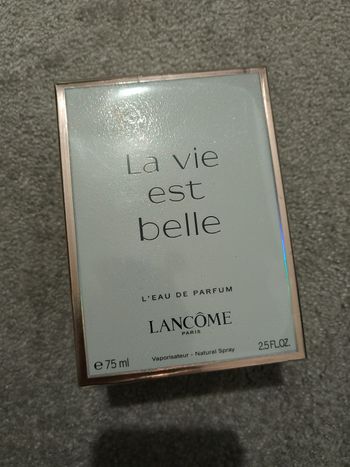 La vie
est
belle
L'EAU DE PARFUM
LANCÔME
PARIS
℮ 75 ml
Vaporisateur - Natural Spray
2.5 FL.OZ.